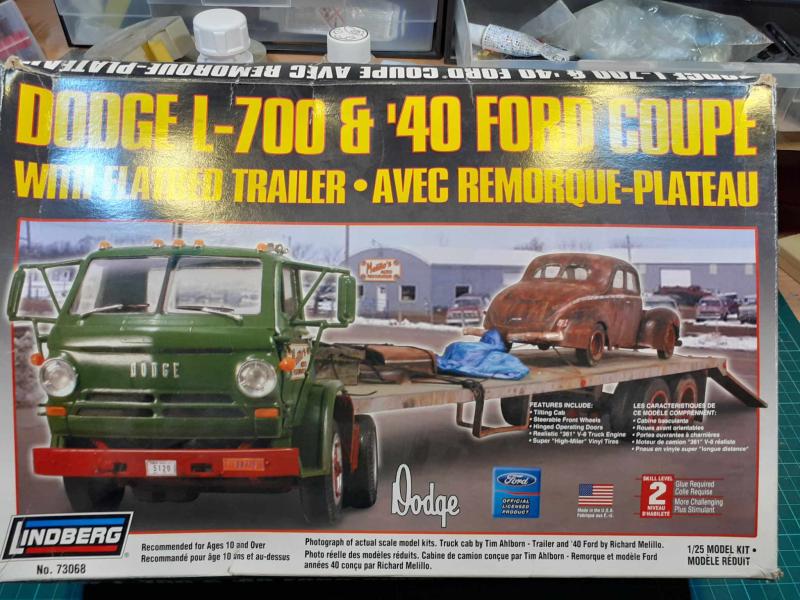 DODGE L-700 & '40 FORD COUPE AVEC REMORQUE-PLATEAU
DODGE L-700 & '40 FORD COUPE
WITH FLATBED TRAILER • AVEC REMORQUE-PLATEAU
Melillo's
DODGE
5129
FEATURES INCLUDE:
• Tilting Cab
• Steerable Front Wheels
• Hinged Operating Doors
• Realistic "361" V-8 Truck Engine
• Super "High-Miler" Vinyl Tires
LES CARACTÉRISTIQUES DE
CE MODÈLE COMPRENNENT:
• Cabine basculante
• Roues avant orientables
• Portes ouvrantes à charnières
• Moteur de camion "361" V-8 réaliste
• Pneus en vinyle super "longue distance"
Dodge
Ford
OFFICIAL
LICENSED
PRODUCT
Made in the U.S.A
Fabriqué aux É.-U.
SKILL LEVEL
2
NIVEAU
D'HABILETÉ
Glue Required
Colle Requise
More Challenging
Plus Stimulant
LINDBERG
No. 73068
Recommended for Ages 10 and Over
Recommandé pour âge 10 ans et au-dessus
Photograph of actual scale model kits. Truck cab by Tim Ahlborn - Trailer and '40 Ford by Richard Melillo.
Photo réelle des modèles réduits. Cabine de camion conçue par Tim Ahlborn - Remorque et modèle Ford
années 40 conçu par Richard Melillo.
1/25 MODEL KIT •
MODÈLE RÉDUIT